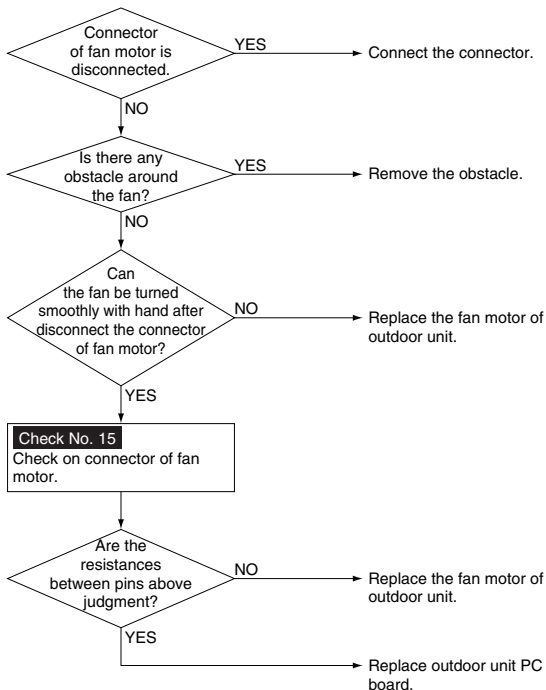 Connector
of fan motor is
disconnected.
YES
Connect the connector.
NO
Is there any
obstacle around
the fan?
YES
Remove the obstacle.
NO
Can
the fan be turned
smoothly with hand after
disconnect the connector
of fan motor?
NO
Replace the fan motor of
outdoor unit.
YES
Check No. 15
Check on connector of fan
motor.
Are the
resistances
between pins above
judgment?
NO
Replace the fan motor of
outdoor unit.
YES
Replace outdoor unit PC
board.